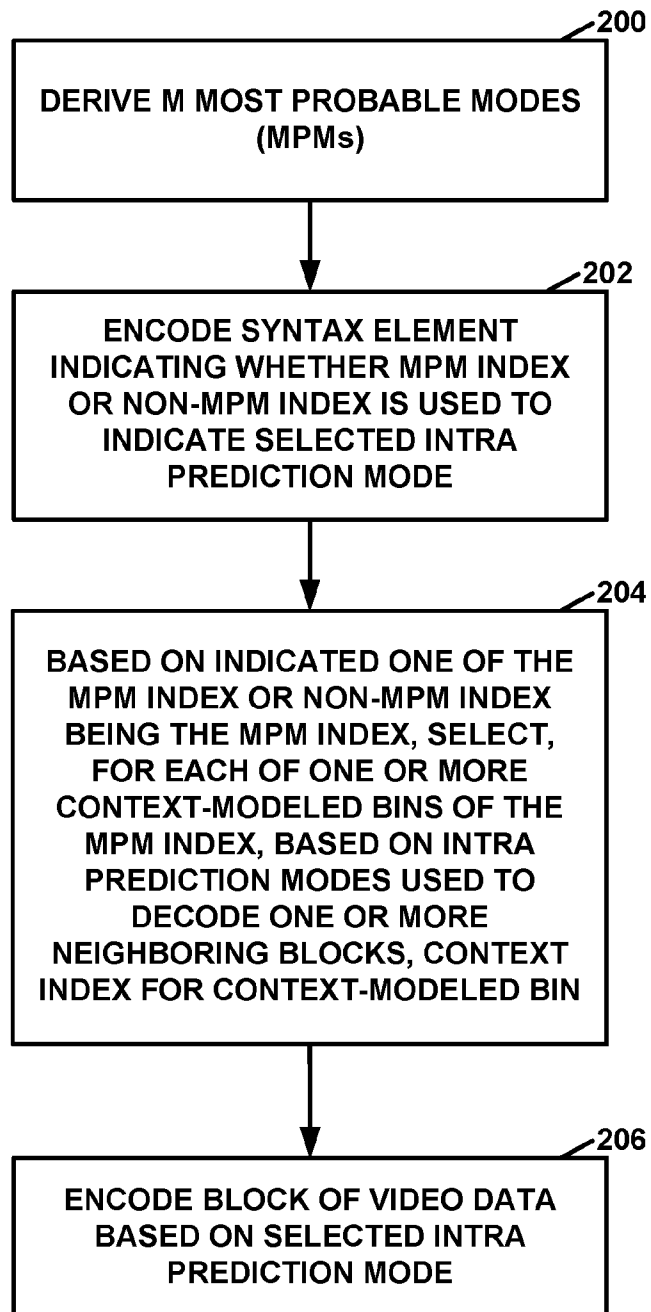 200
DERIVE M MOST PROBABLE MODES
(MPMs)
202
ENCODE SYNTAX ELEMENT
INDICATING WHETHER MPM INDEX
OR NON-MPM INDEX IS USED TO
INDICATE SELECTED INTRA
PREDICTION MODE
204
BASED ON INDICATED ONE OF THE
MPM INDEX OR NON-MPM INDEX
BEING THE MPM INDEX, SELECT,
FOR EACH OF ONE OR MORE
CONTEXT-MODELED BINS OF THE
MPM INDEX, BASED ON INTRA
PREDICTION MODES USED TO
DECODE ONE OR MORE
NEIGHBORING BLOCKS, CONTEXT
INDEX FOR CONTEXT-MODELED BIN
206
ENCODE BLOCK OF VIDEO DATA
BASED ON SELECTED INTRA
PREDICTION MODE